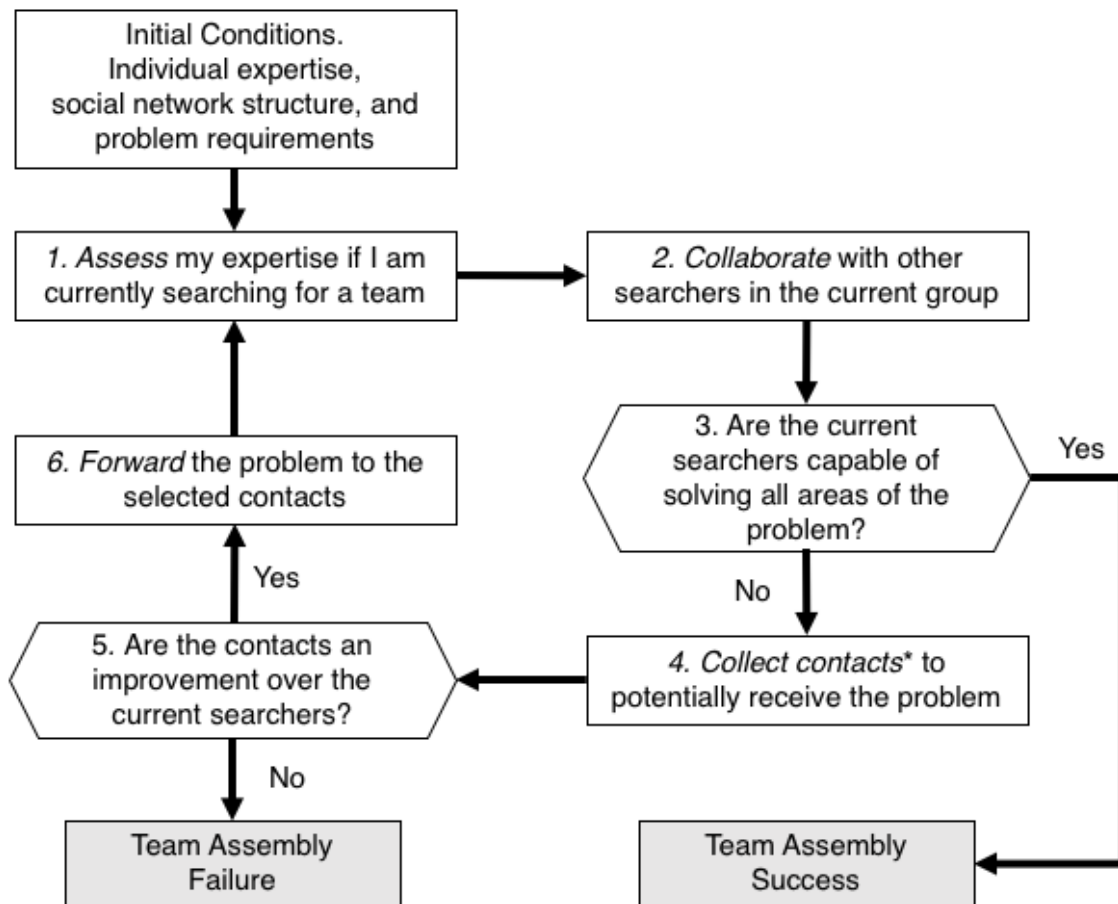 Initial Conditions.
Individual expertise,
social network structure, and
problem requirements
1. Assess my expertise if I am
currently searching for a team
2. Collaborate with other
searchers in the current group
3. Are the current
searchers capable of
solving all areas of the
problem?
Yes
No
4. Collect contacts* to
potentially receive the problem
5. Are the contacts an
improvement over the
current searchers?
Yes
No
6. Forward the problem to the
selected contacts
Team Assembly
Failure
Team Assembly
Success